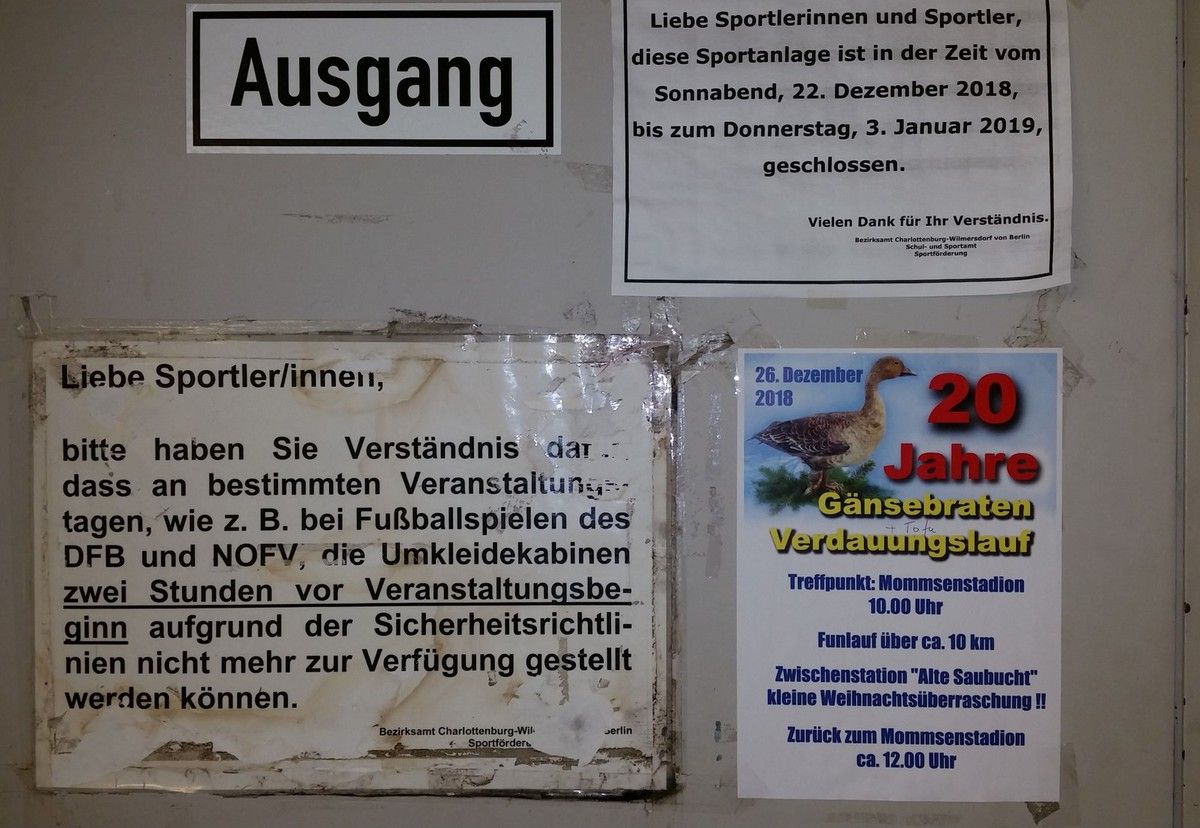 Ausgang
Liebe Sportlerinnen und Sportler,
diese Sportanlage ist in der Zeit vom
Sonnabend, 22. Dezember 2018,
bis zum Donnerstag, 3. Januar 2019,
geschlossen.
Vielen Dank für Ihr Verständnis.
Bezirksamt Charlottenburg-Wilmersdorf von Berlin
Schul- und Sportamt
Sportförderung
Liebe Sportler/innen,
bitte haben Sie Verständnis
dass an bestimmten Veranstaltungs-
tagen, wie z. B. bei Fußballspielen des
DFB und NOFV, die Umkleidekabinen
zwei Stunden vor Veranstaltungsbe-
ginn aufgrund der Sicherheitsrichtli-
nien nicht mehr zur Verfügung gestellt
werden können.
Bezirksamt Charlottenburg-
26. Dezember
2018
20
Jahre
Gänsebraten
+ Tofu
Verdauungslauf
Treffpunkt: Mommsenstadion
10.00 Uhr
Funlauf über ca. 10 km
Zwischenstation "Alte Saubucht"
kleine Weihnachtsüberraschung !!
Zurück zum Mommsenstadion
ca. 12.00 Uhr